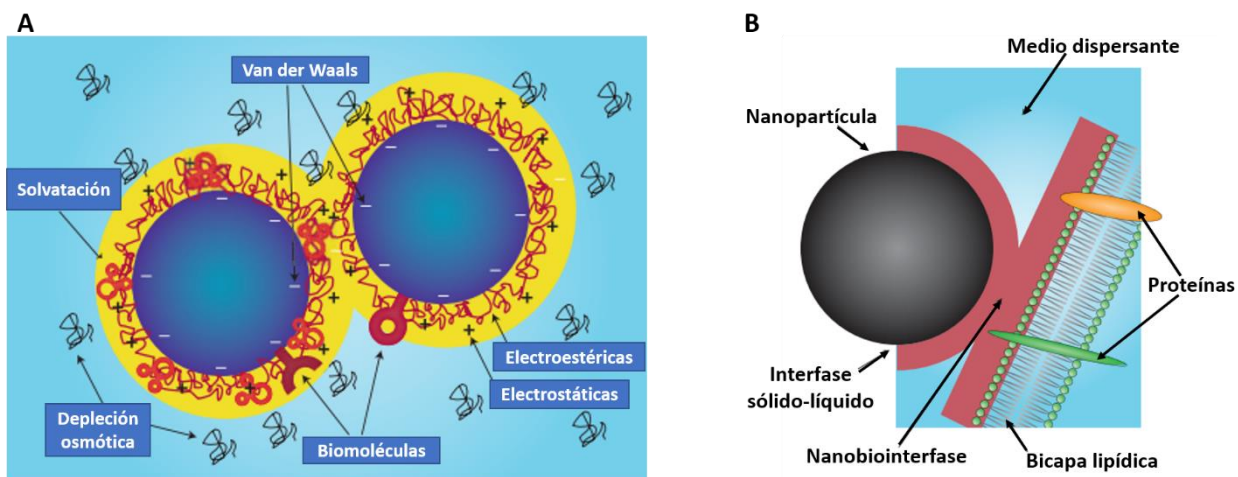 A
Van der Waals
Solvatación
Electroestéricas
Electrostáticas
Depleción
osmótica
Biomoléculas
B
Medio dispersante
Nanopartícula
Proteínas
Interfase
sólido-líquido
Nanobiointerfase
Bicapa lipídica